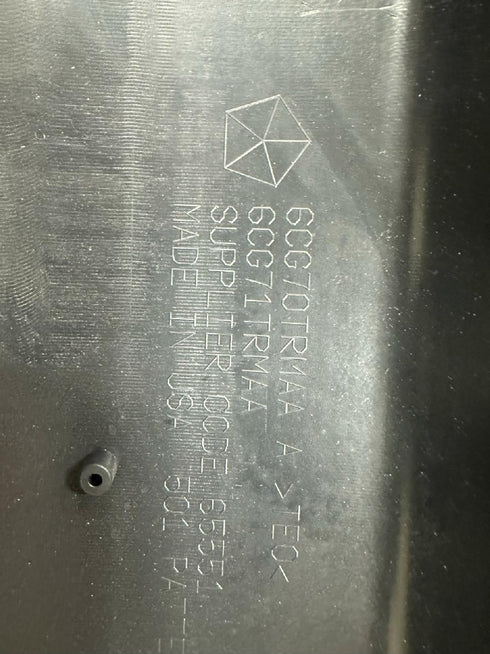 6CG70TRMAA A >TEO<
6CG71TRMAA
SUPPLIER CODE 65551
MADE IN USA